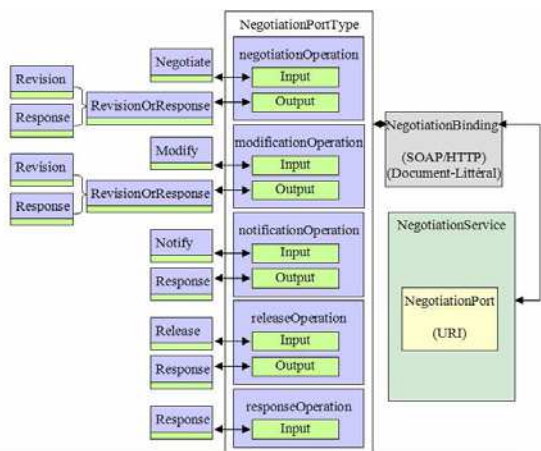 NegotiationPortType
negotiationOperation
Negotiate
Input
Revision
RevisionOrResponse
Output
Response
NegotiationBinding
(SOAP/HTTP)
(Document-Littéral)
modificationOperation
Modify
Input
Revision
RevisionOrResponse
Output
Response
notificationOperation
Notify
Input
Response
Output
NegotiationService
NegotiationPort
(URI)
releaseOperation
Release
Input
Response
Output
responseOperation
Response
Input